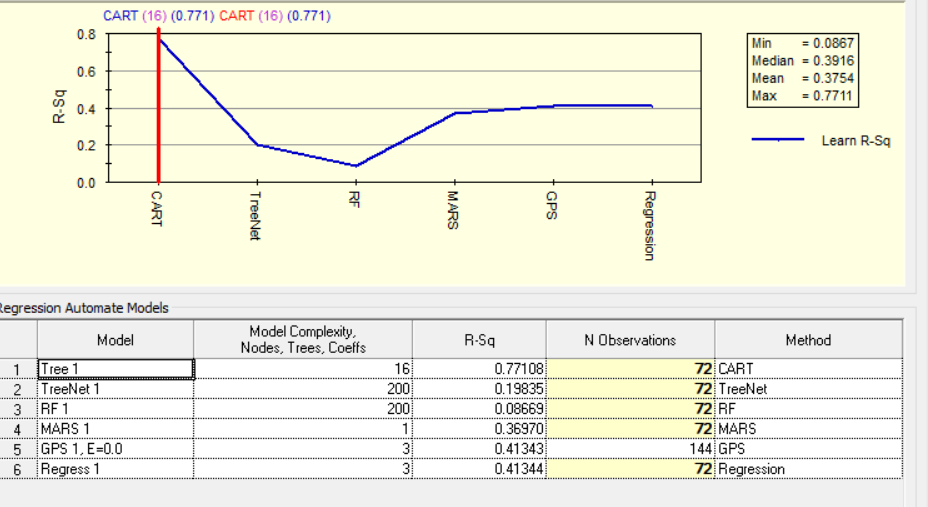 CART (16) (0.771) CART (16) (0.771)
0.8
0.6
0.4
0.2
0.0
R-Sq
CART
TreeNet
RF
MARS
GPS
Regression
Min = 0.0867
Median = 0.3916
Mean = 0.3754
Max = 0.7711
Learn R-Sq
Regression Automate Models
Model Model Complexity, Nodes, Trees, Coeffs R-Sq N Observations Method
1 Tree 1 16 0.77108 72 CART
2 TreeNet 1 200 0.19835 72 TreeNet
3 RF 1 200 0.08669 72 RF
4 MARS 1 1 0.36970 72 MARS
5 GPS 1, E=0.0 3 0.41343 144 GPS
6 Regress 1 3 0.41344 72 Regression